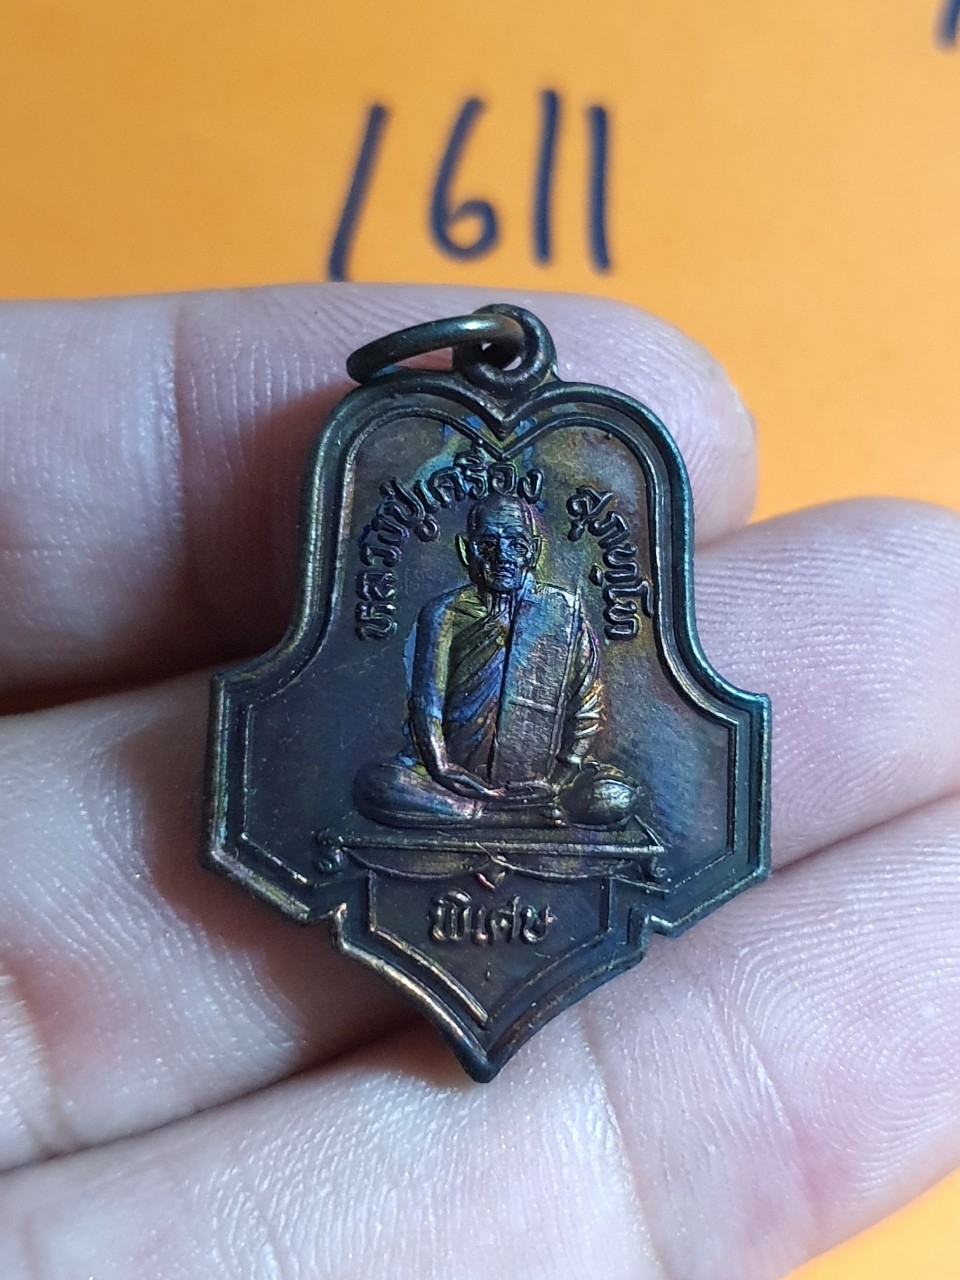 1611
หลวงปู่เครื่อง สุภทฺโท
พิเศษ